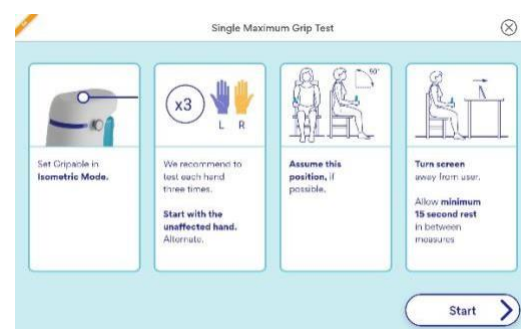 Single Maximum Grip Test
x3
L R
90°
Set Gripable in
Isometric Mode.
We recommend to
test each hand
three times.
Start with the
unaffected hand.
Alternate.
Assume this
position, if
possible.
Turn screen
away from user.
Allow minimum
15 second rest
in between
measures
Start